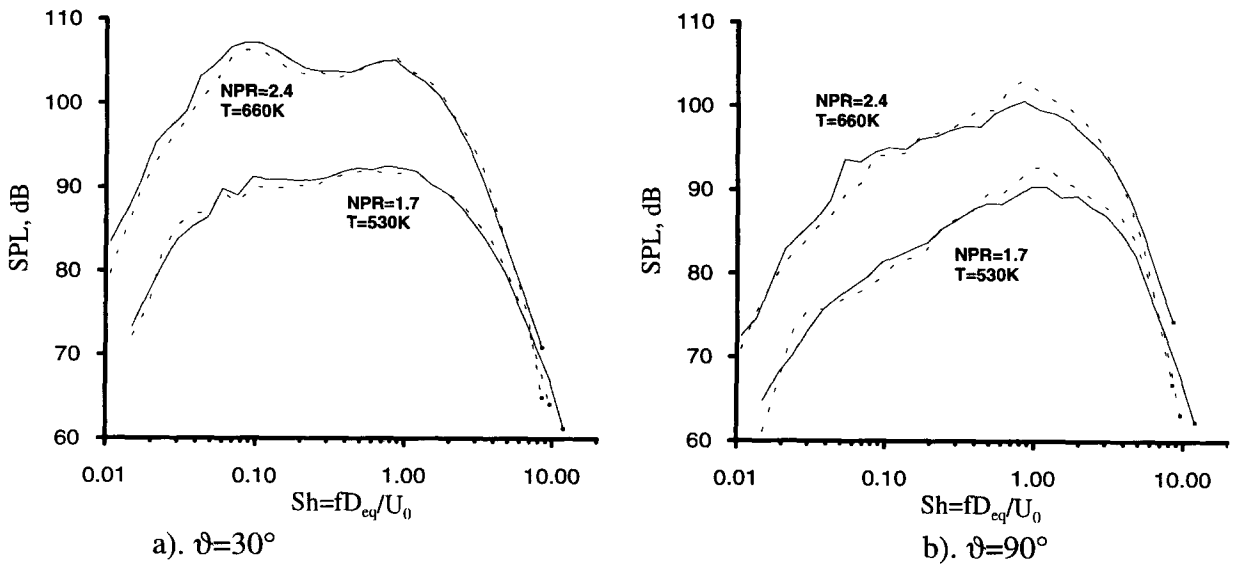 110
100
90
80
70
60
SPL, dB
NPR=2.4
T=660K
NPR=1.7
T=530K
0.01 0.10 1.00 10.00
Sh=fD_eq/U_0
a). ϑ=30°
110
100
90
80
70
60
SPL, dB
NPR=2.4
T=660K
NPR=1.7
T=530K
0.01 0.10 1.00 10.00
Sh=fD_eq/U_0
b). ϑ=90°